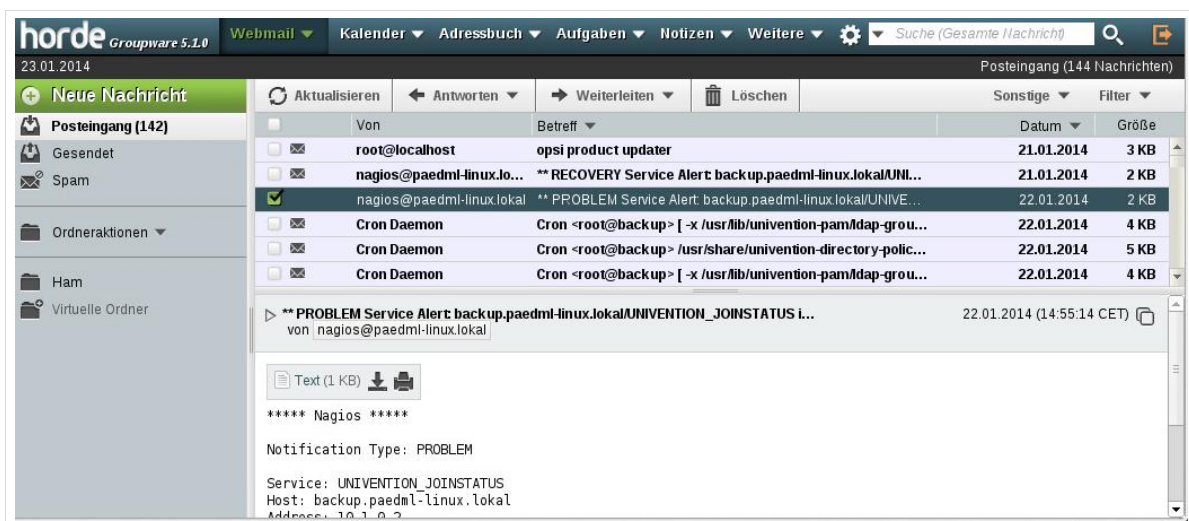 horde Groupware 5.1.0 Webmail Kalender Adressbuch Aufgaben Notizen Weitere Suche (Gesamte Nachricht)
23.01.2014 Posteingang (144 Nachrichten)
Neue Nachricht Aktualisieren Antworten Weiterleiten Löschen Sonstige Filter
Posteingang (142) Von Betreff Datum Größe
Gesendet root@localhost opsi product updater 21.01.2014 3 KB
Spam nagios@paedml-linux.lo... ** RECOVERY Service Alert: backup.paedml-linux.lokal/UNI... 21.01.2014 2 KB
nagios@paedml-linux.lokal ** PROBLEM Service Alert: backup.paedml-linux.lokal/UNIVE... 22.01.2014 2 KB
Ordneraktionen Cron Daemon Cron <root@backup> [ -x /usr/lib/univention-pam/ldap-grou... 22.01.2014 4 KB
Cron Daemon Cron <root@backup> /usr/share/univention-directory-polic... 22.01.2014 5 KB
Ham Cron Daemon Cron <root@backup> [ -x /usr/lib/univention-pam/ldap-grou... 22.01.2014 4 KB
Virtuelle Ordner
** PROBLEM Service Alert: backup.paedml-linux.lokal/UNIVENTION_JOINSTATUS i... 22.01.2014 (14:55:14 CET)
von nagios@paedml-linux.lokal
Text (1 KB)
***** Nagios *****
Notification Type: PROBLEM
Service: UNIVENTION_JOINSTATUS
Host: backup.paedml-linux.lokal
Address: 10.1.0.2